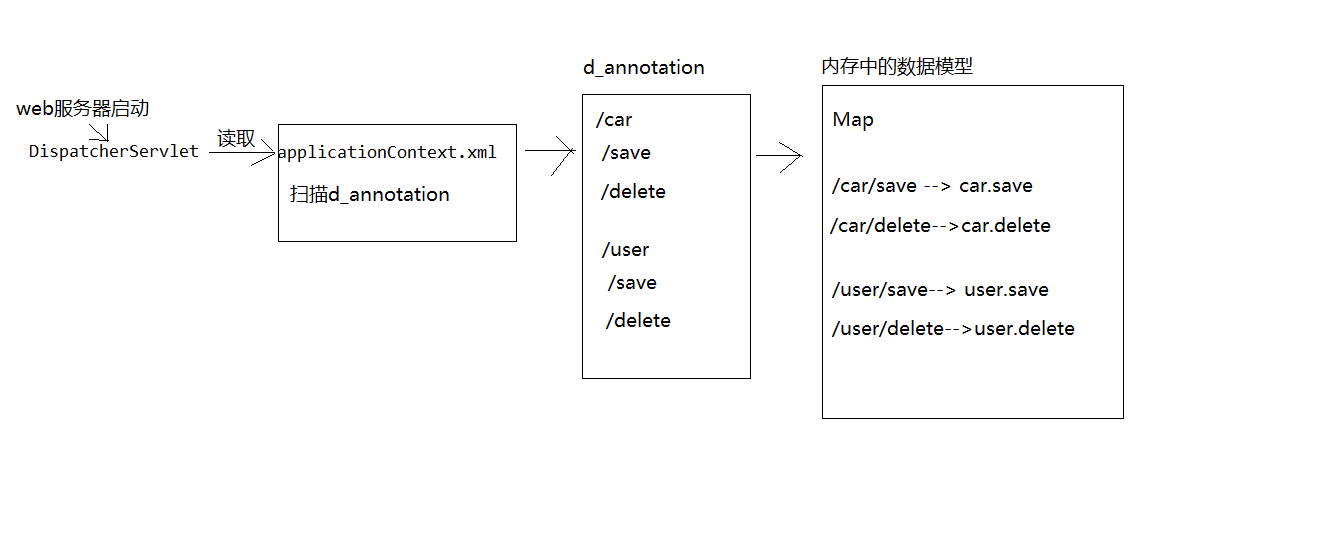 web服务器启动
DispatcherServlet
读取
applicationContext.xml
扫描d_annotation
d_annotation
/car
/save
/delete
/user
/save
/delete
内存中的数据模型
Map
/car/save --> car.save
/car/delete-->car.delete
/user/save--> user.save
/user/delete-->user.delete